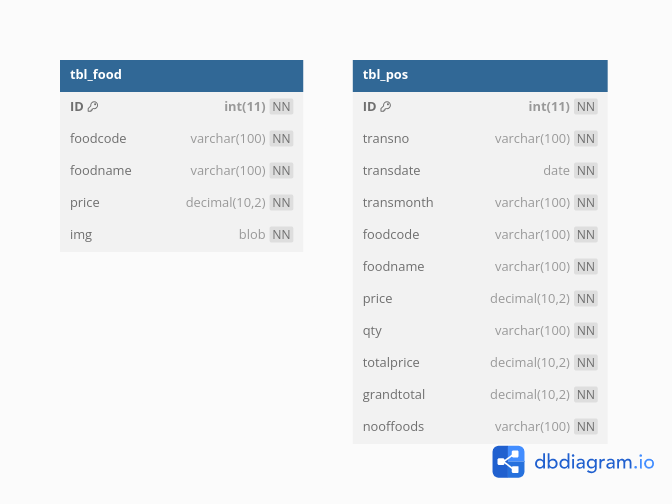 tbl_food
ID int(11) NN
foodcode varchar(100) NN
foodname varchar(100) NN
price decimal(10,2) NN
img blob NN
tbl_pos
ID int(11) NN
transno varchar(100) NN
transdate date NN
transmonth varchar(100) NN
foodcode varchar(100) NN
foodname varchar(100) NN
price decimal(10,2) NN
qty varchar(100) NN
totalprice decimal(10,2) NN
grandtotal decimal(10,2) NN
nooffoods varchar(100) NN
dbdiagram.io